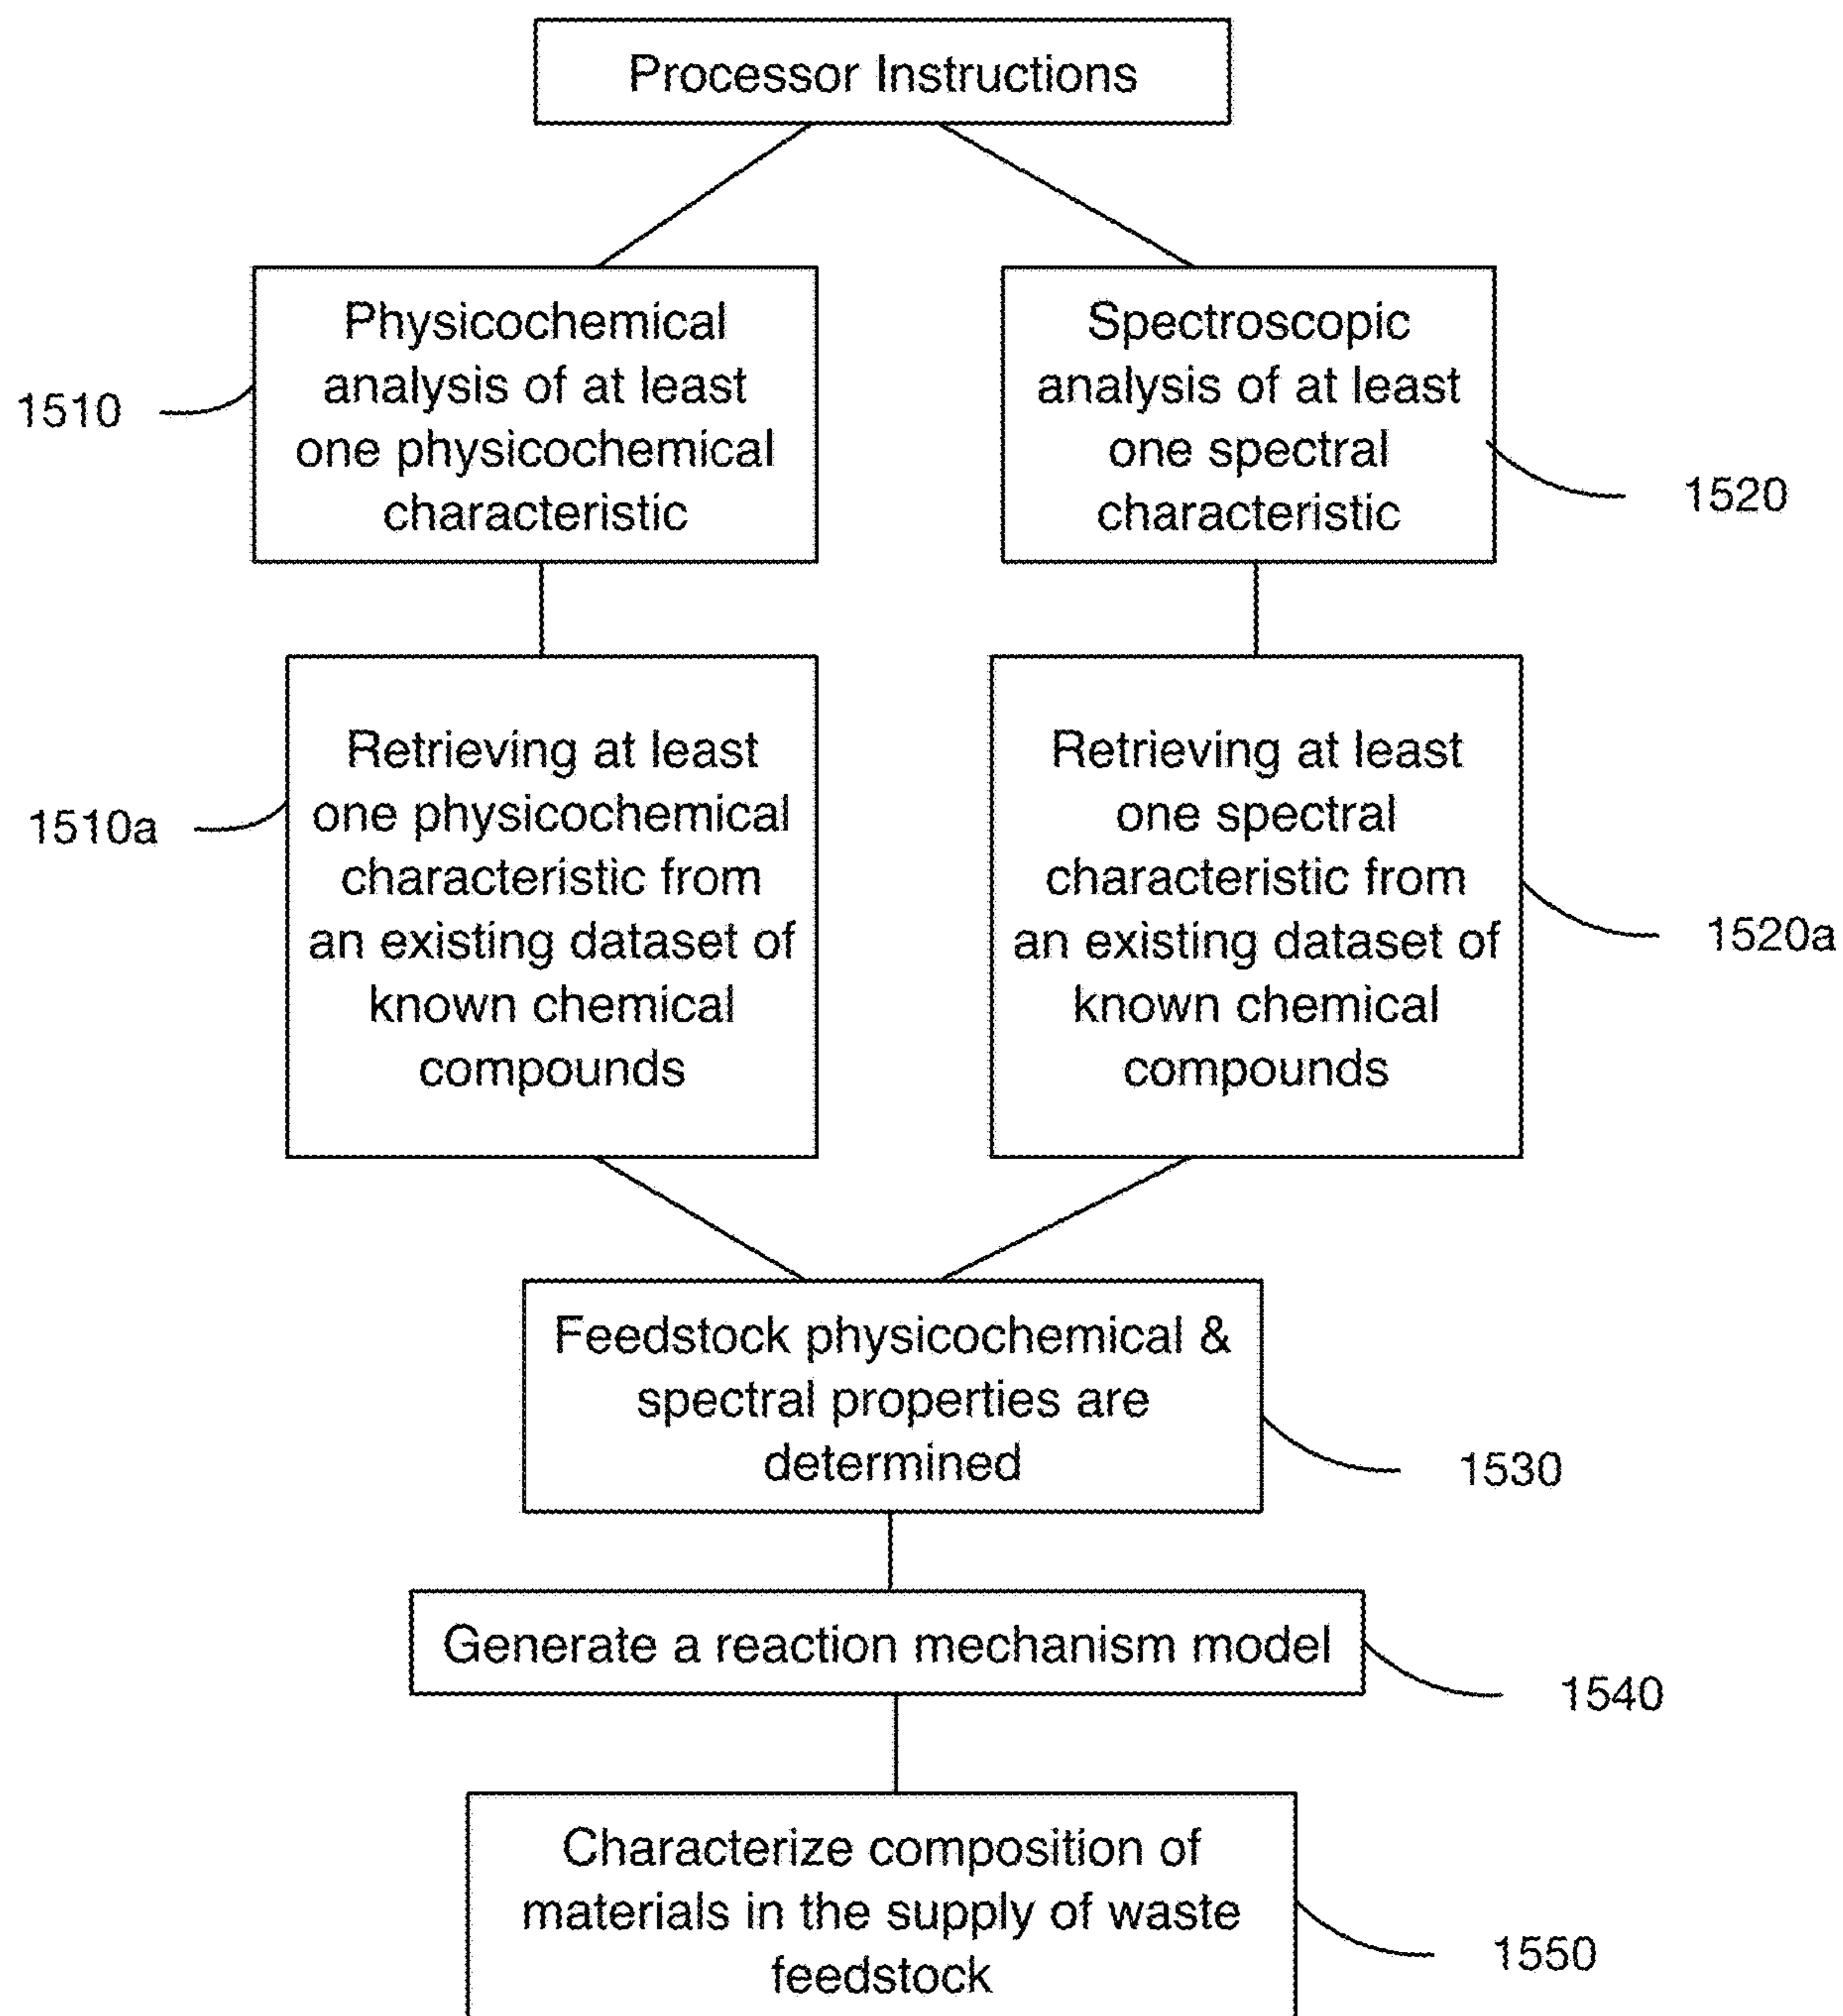 Processor Instructions
Physicochemical
analysis of at least
one physicochemical
characteristic
1510
Spectroscopic
analysis of at least
one spectral
characteristic
1520
Retrieving at least
one physicochemical
characteristic from
an existing dataset of
known chemical
compounds
1510a
Retrieving at least
one spectral
characteristic from
an existing dataset of
known chemical
compounds
1520a
Feedstock physicochemical &
spectral properties are
determined
1530
Generate a reaction mechanism model
1540
Characterize composition of
materials in the supply of waste
feedstock
1550